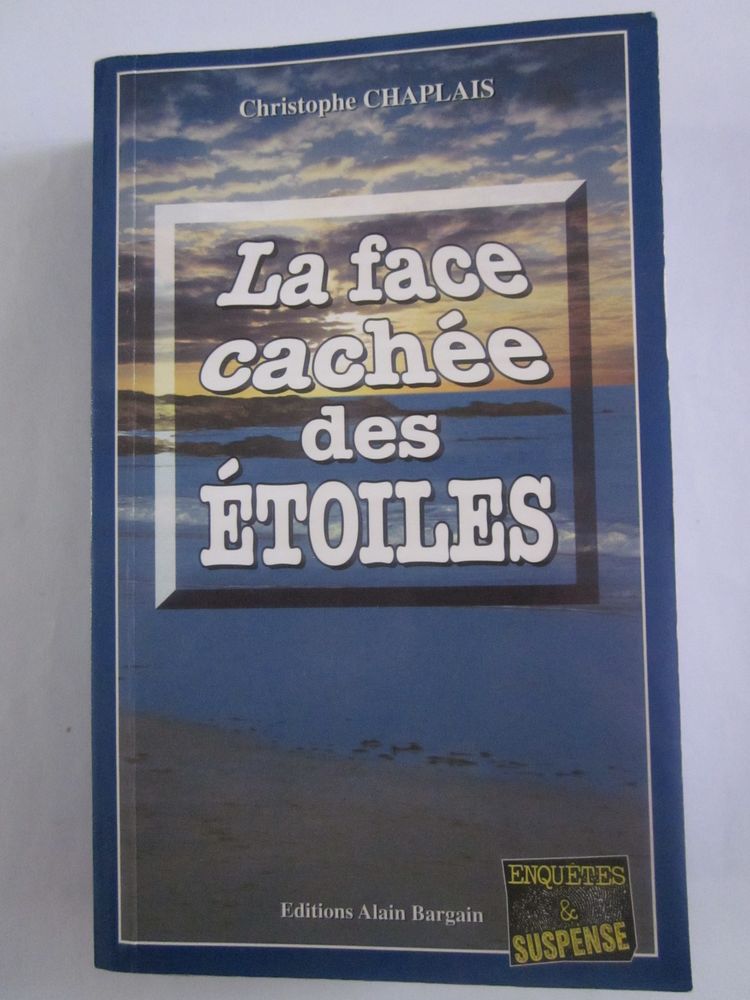 Christophe CHAPLAIS
La face
cachée
des
ÉTOILES
Editions Alain Bargain
ENQUÊTES
&
SUSPENSE